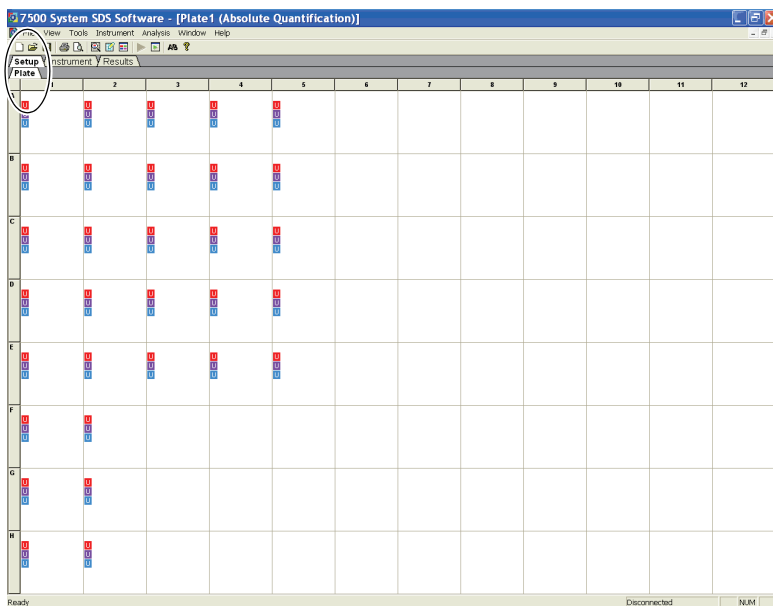 7500 System SDS Software - [Plate1 (Absolute Quantification)]
View Tools Instrument Analysis Window Help
Setup Instrument Results
Plate
1 2 3 4 5 6 7 8 9 10 11 12
A
U U U U U
U U U U U
U U U U U
B
U U U U U
U U U U U
U U U U U
C
U U U U U
U U U U U
U U U U U
D
U U U U U
U U U U U
U U U U U
E
U U U U U
U U U U U
U U U U U
F
U U
U U
U U
G
U U
U U
U U
H
U U
U U
U U
Ready Disconnected NUM